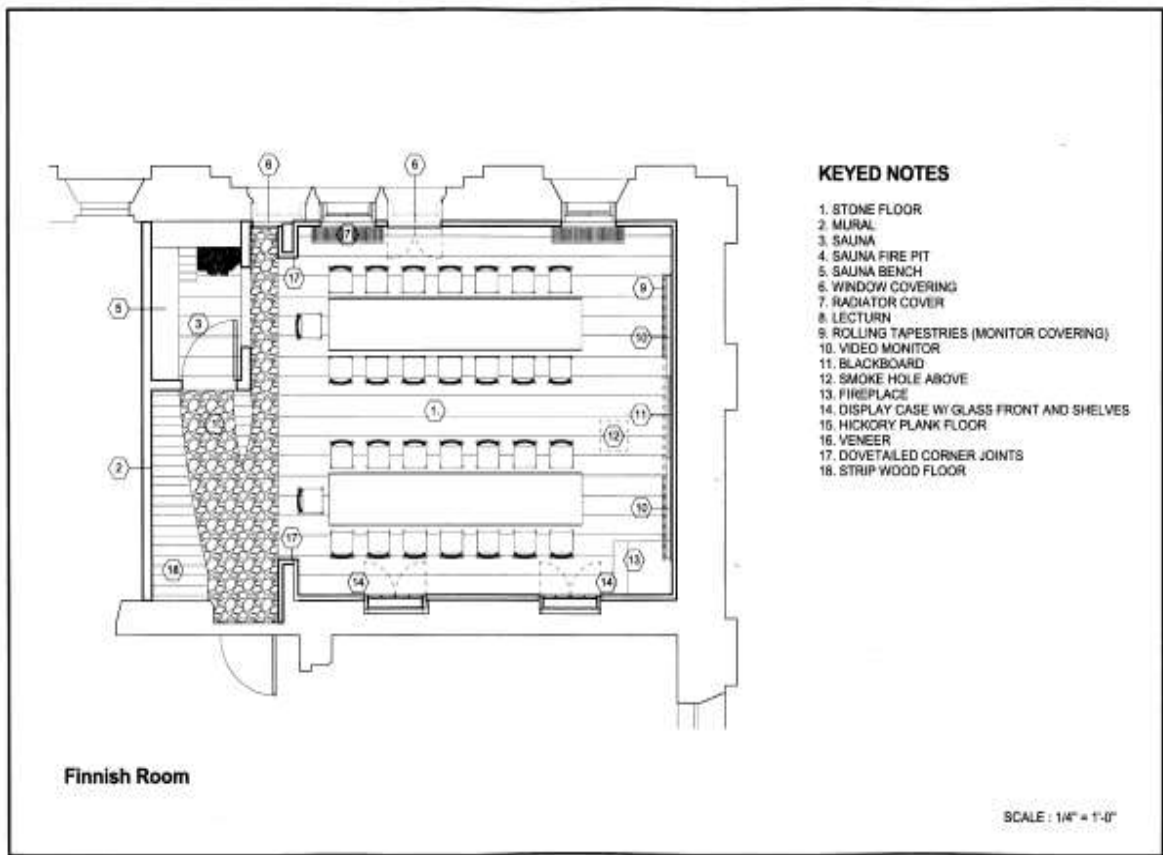 6
6
7
17
9
5
3
10
1.
11
12
2
10
17
13
18
14
14
KEYED NOTES
1. STONE FLOOR
2. MURAL
3. SAUNA
4. SAUNA FIRE PIT
5. SAUNA BENCH
6. WINDOW COVERING
7. RADIATOR COVER
8. LECTURN
9. ROLLING TAPESTRIES (MONITOR COVERING)
10. VIDEO MONITOR
11. BLACKBOARD
12. SMOKE HOLE ABOVE
13. FIREPLACE
14. DISPLAY CASE W/ GLASS FRONT AND SHELVES
15. HICKORY PLANK FLOOR
16. VENEER
17. DOVETAILED CORNER JOINTS
18. STRIP WOOD FLOOR
Finnish Room
SCALE : 1/4" = 1'-0"